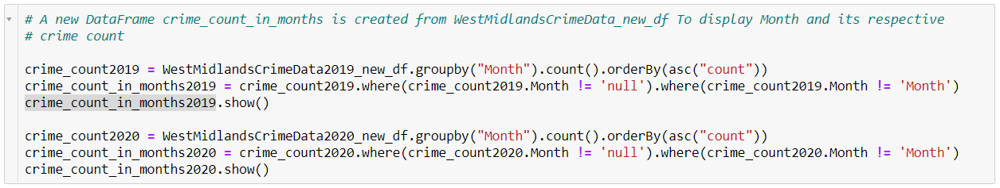 # A new DataFrame crime_count_in_months is created from WestMidlandsCrimeData_new_df To display Month and its respective
# crime count
crime_count2019 = WestMidlandsCrimeData2019_new_df.groupby("Month").count().orderBy(asc("count"))
crime_count_in_months2019 = crime_count2019.where(crime_count2019.Month != 'null').where(crime_count2019.Month != 'Month')
crime_count_in_months2019.show()
crime_count2020 = WestMidlandsCrimeData2020_new_df.groupby("Month").count().orderBy(asc("count"))
crime_count_in_months2020 = crime_count2020.where(crime_count2020.Month != 'null').where(crime_count2020.Month != 'Month')
crime_count_in_months2020.show()